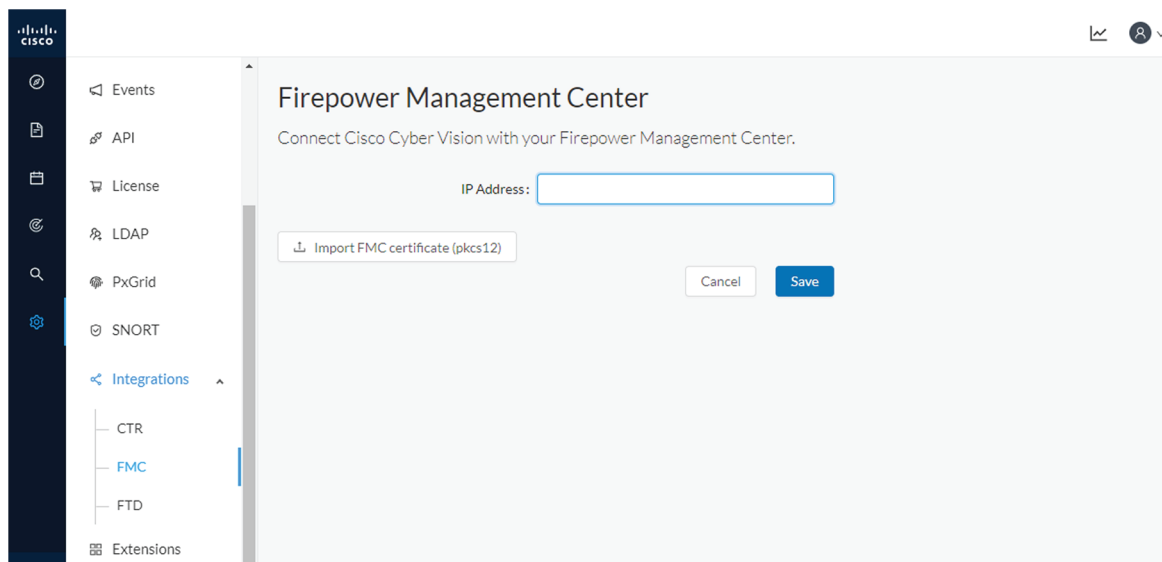 CISCO
Events
API
License
LDAP
PxGrid
SNORT
Integrations
CTR
FMC
FTD
Extensions
Firepower Management Center
Connect Cisco Cyber Vision with your Firepower Management Center.
IP Address:
Import FMC certificate (pkcs12)
Cancel Save